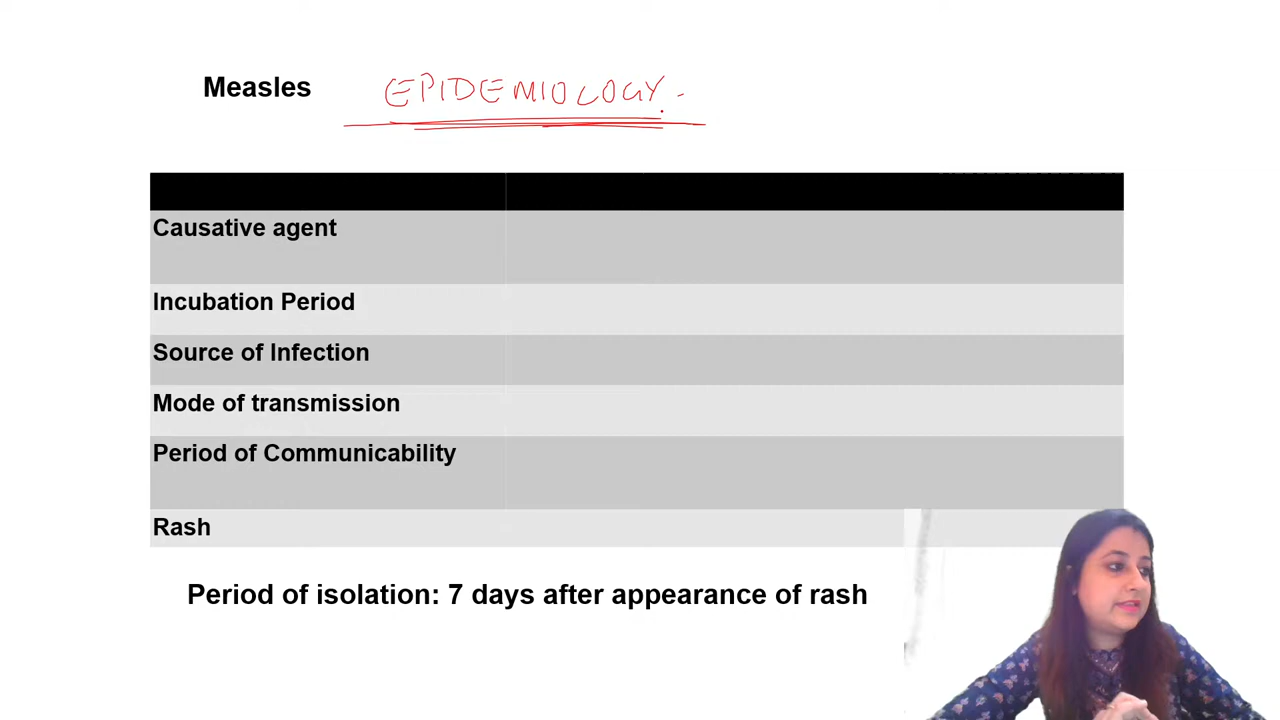 Measles EPIDEMIOLOGY.
Causative agent
Incubation Period
Source of Infection
Mode of transmission
Period of Communicability
Rash
Period of isolation: 7 days after appearance of rash